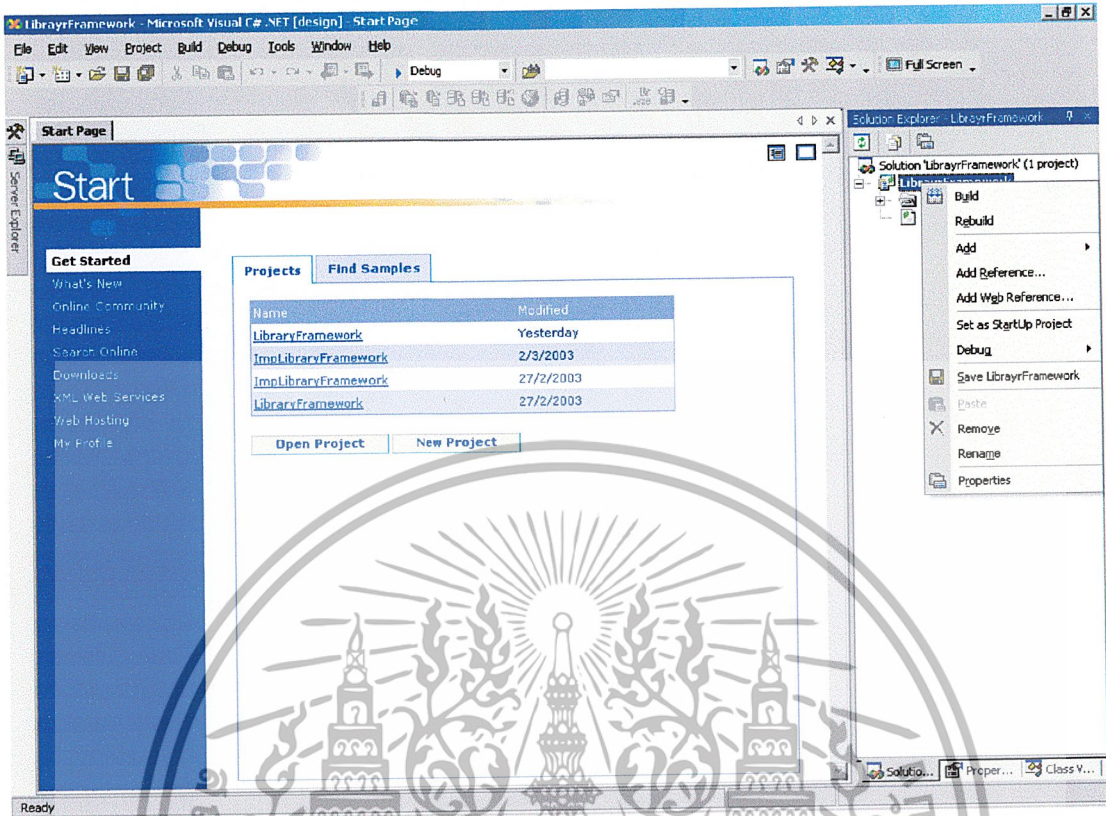 LibrayrFramework - Microsoft Visual C# .NET [design] - Start Page
File Edit View Project Build Debug Tools Window Help
Debug
Full Screen
Start Page
Solution Explorer - LibrayrFramework
Server Explorer
Start
Solution 'LibrayrFramework' (1 project)
LibrayrFramework
Build
Rebuild
Add
Add Reference...
Add Web Reference...
Set as StartUp Project
Debug
Save LibrayrFramework
Paste
Remove
Rename
Properties
Get Started
What's New
Online Community
Headlines
Search Online
Downloads
XML Web Services
Web Hosting
My Profile
Projects Find Samples
Name Modified
LibraryFramework Yesterday
ImpLibraryFramework 2/3/2003
ImpLibraryFramework 27/2/2003
LibraryFramework 27/2/2003
Open Project New Project
Solutio... Proper... Class V...
Ready